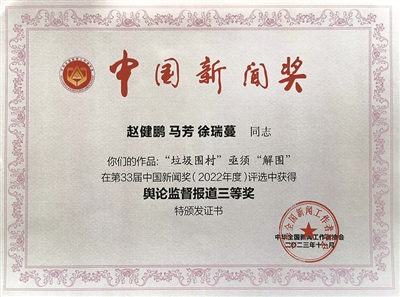 中国新闻奖
赵健鹏 马芳 徐瑞蔓 同志
你们的作品：“垃圾围村”亟须“解围”
在第33届中国新闻奖（2022年度）评选中获得
舆论监督报道三等奖
特颁发证书
中华全国新闻工作者协会
二〇二三年十一月